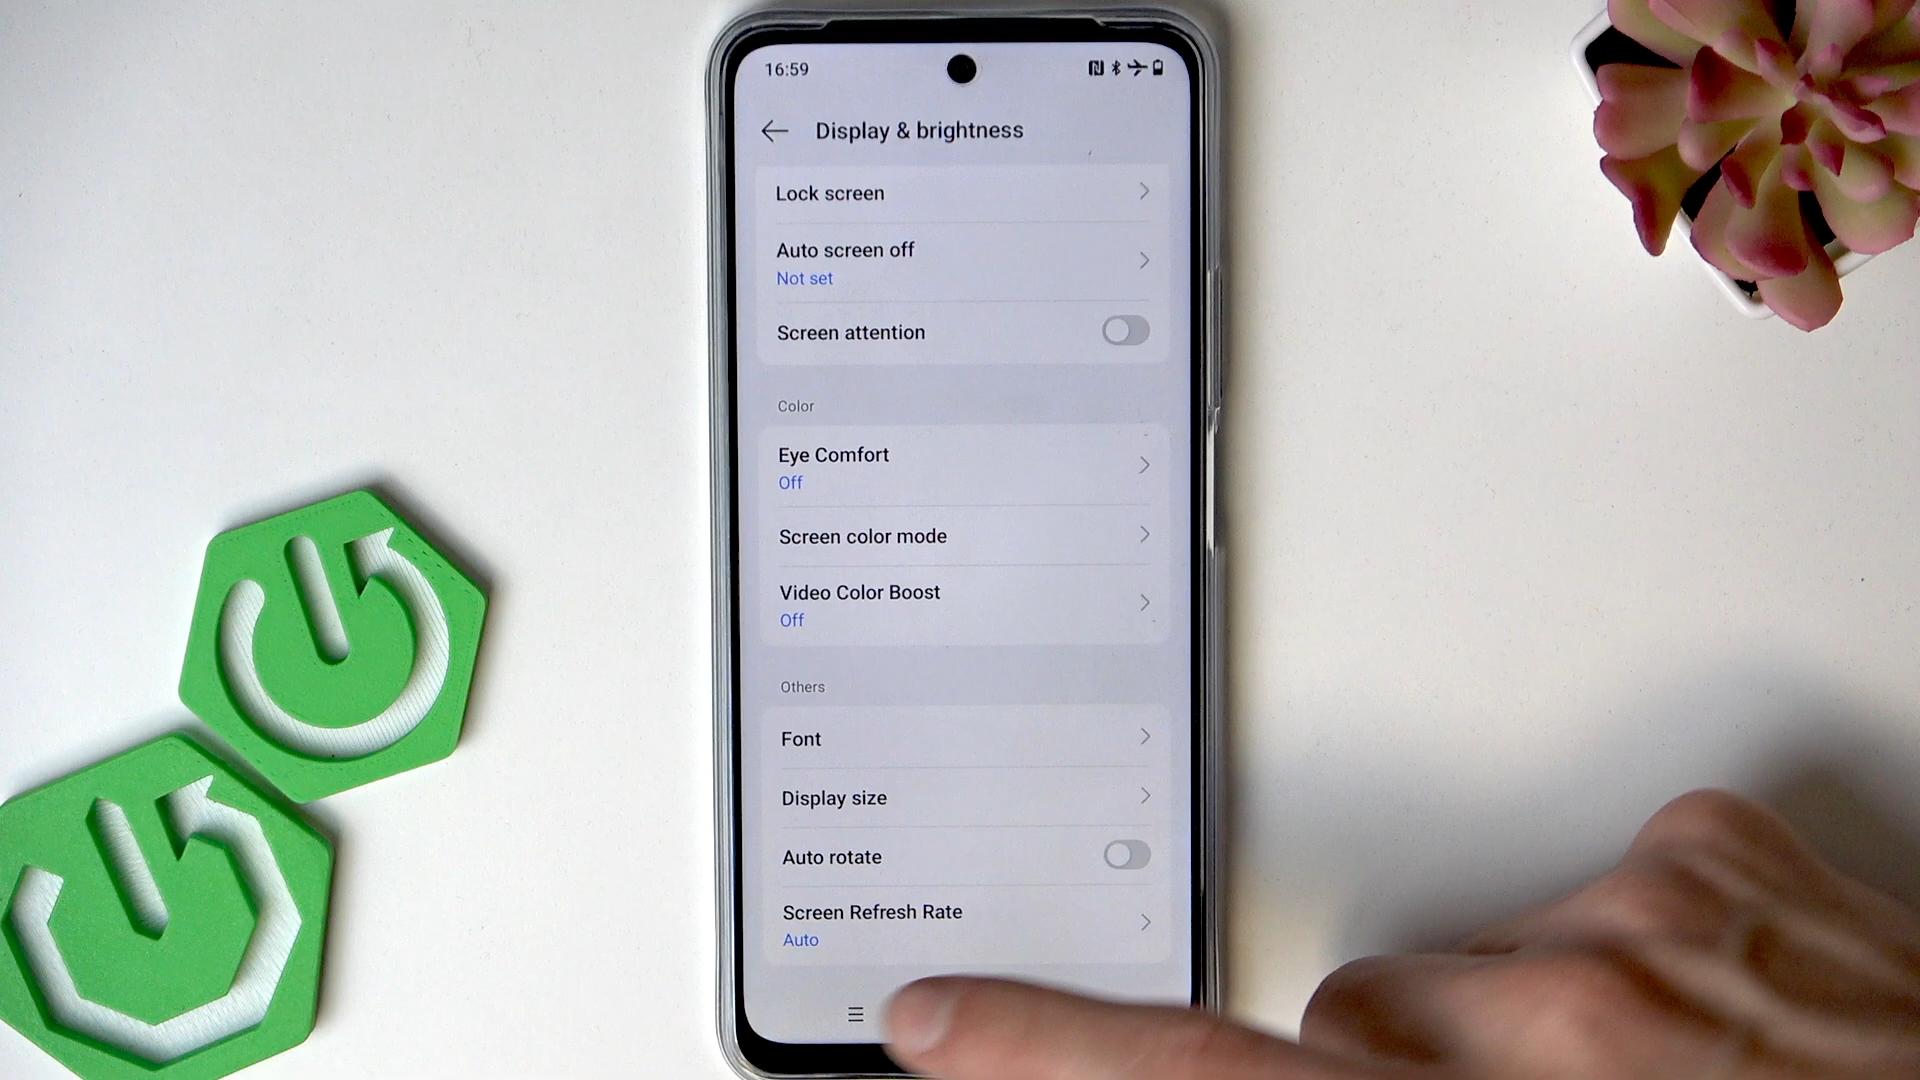 16:59
Display & brightness
Lock screen
Auto screen off
Not set
Screen attention
Color
Eye Comfort
Off
Screen color mode
Video Color Boost
Off
Others
Font
Display size
Auto rotate
Screen Refresh Rate
Auto